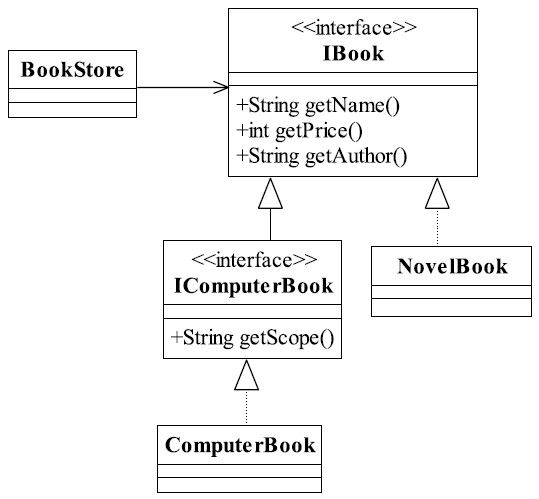 <<interface>>
IBook
BookStore
+String getName()
+int getPrice()
+String getAuthor()
<<interface>>
IComputerBook
NovelBook
+String getScope()
ComputerBook